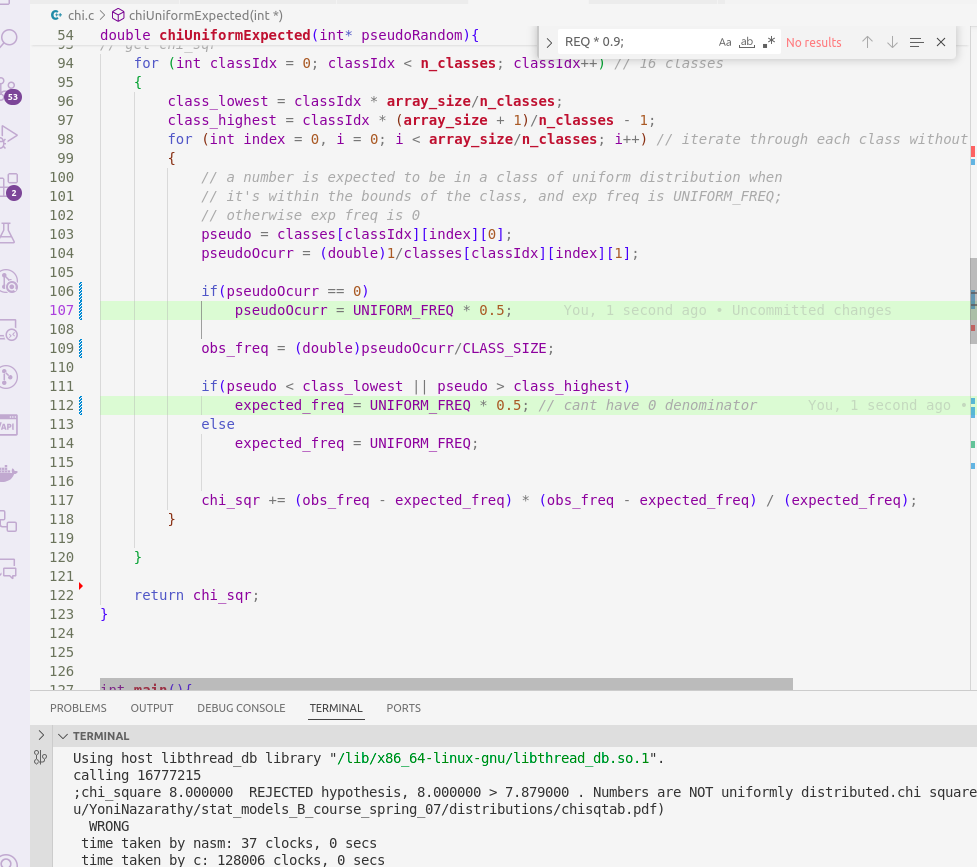 chi.c > chiUniformExpected(int *)
54 double chiUniformExpected(int* pseudoRandom){
REQ * 0.9; Aa ab .* No results
93 // get chi_sqr
94 for (int classIdx = 0; classIdx < n_classes; classIdx++) // 16 classes
95 {
96 class_lowest = classIdx * array_size/n_classes;
97 class_highest = classIdx * (array_size + 1)/n_classes - 1;
98 for (int index = 0, i = 0; i < array_size/n_classes; i++) // iterate through each class without
99 {
100 // a number is expected to be in a class of uniform distribution when
101 // it's within the bounds of the class, and exp freq is UNIFORM_FREQ;
102 // otherwise exp freq is 0
103 pseudo = classes[classIdx][index][0];
104 pseudoOcurr = (double)1/classes[classIdx][index][1];
105
106 if(pseudoOcurr == 0)
107 pseudoOcurr = UNIFORM_FREQ * 0.5; You, 1 second ago • Uncommitted changes
108
109 obs_freq = (double)pseudoOcurr/CLASS_SIZE;
110
111 if(pseudo < class_lowest || pseudo > class_highest)
112 expected_freq = UNIFORM_FREQ * 0.5; // cant have 0 denominator You, 1 second ago •
113 else
114 expected_freq = UNIFORM_FREQ;
115
116
117 chi_sqr += (obs_freq - expected_freq) * (obs_freq - expected_freq) / (expected_freq);
118 }
119
120 }
121
122 return chi_sqr;
123 }
124
125
126
127 int main(){
53
2
API
PROBLEMS OUTPUT DEBUG CONSOLE TERMINAL PORTS
TERMINAL
Using host libthread_db library "/lib/x86_64-linux-gnu/libthread_db.so.1".
calling 16777215
;chi_square 8.000000  REJECTED hypothesis, 8.000000 > 7.879000 . Numbers are NOT uniformly distributed.chi square
u/YoniNazarathy/stat_models_B_course_spring_07/distributions/chisqtab.pdf)
WRONG
time taken by nasm: 37 clocks, 0 secs
time taken by c: 128006 clocks, 0 secs